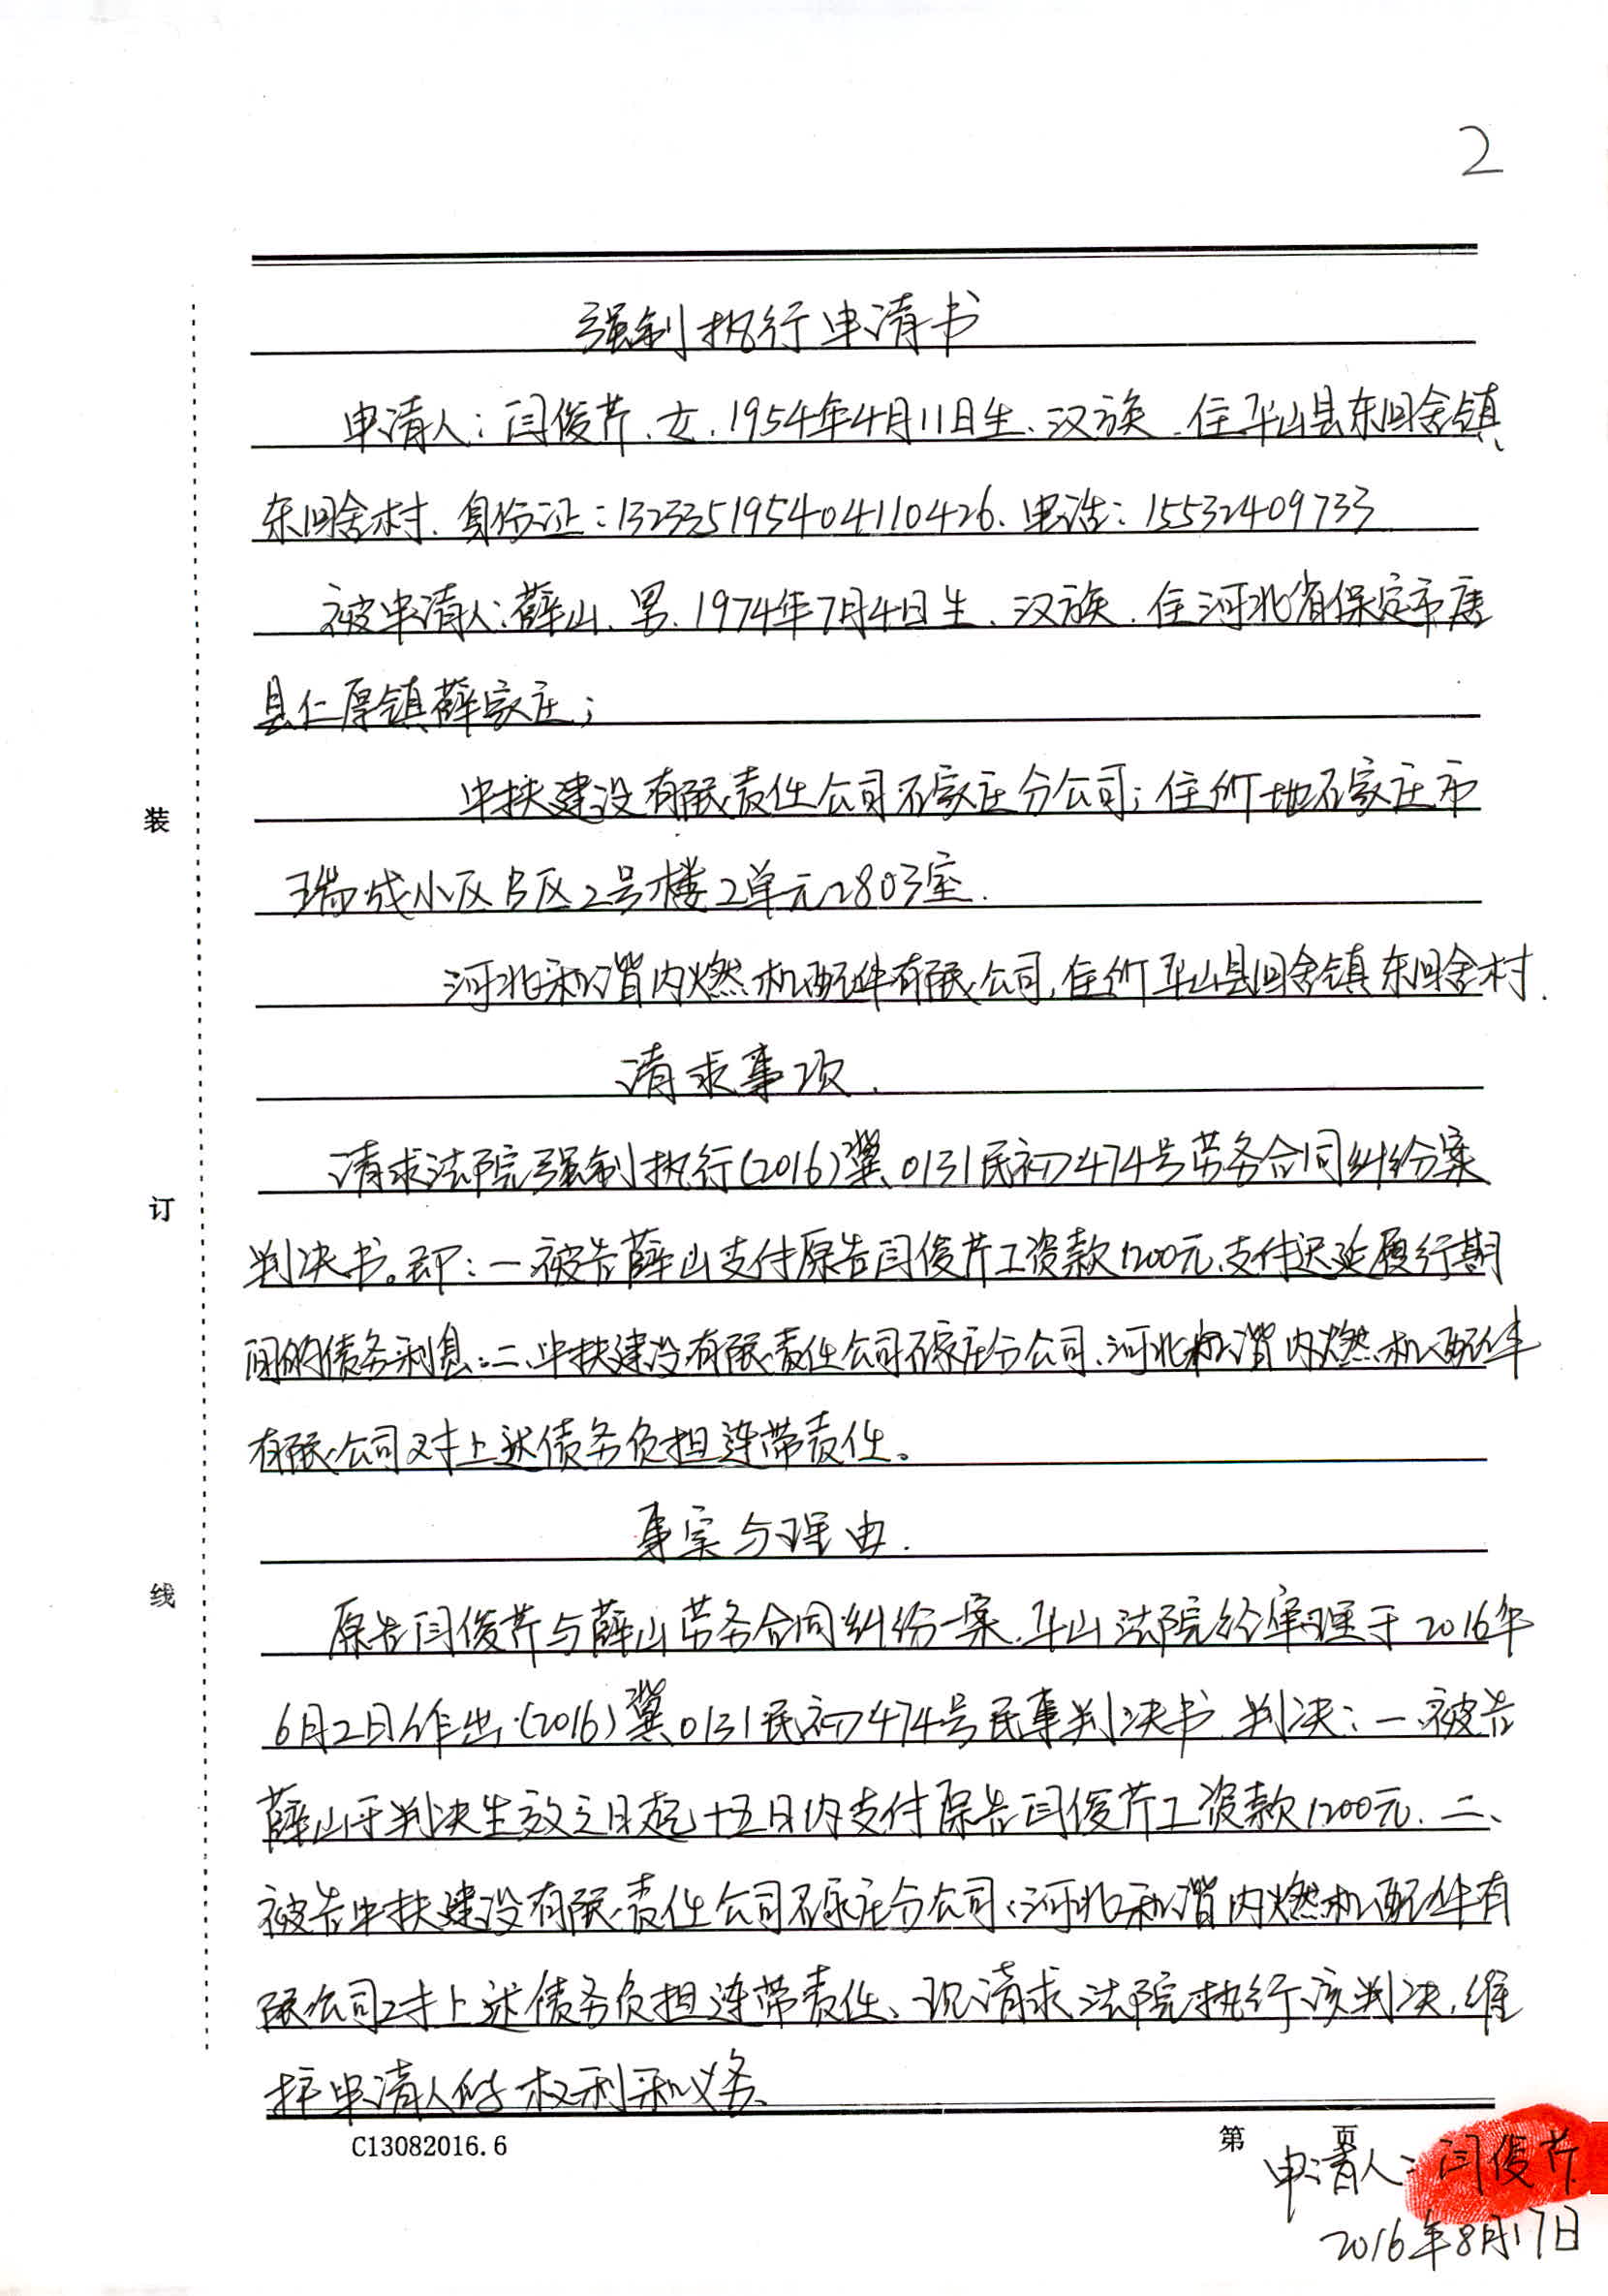 2
强制执行申请书
申请人：闫俊芹、女、1954年4月11日生、汉族、住平山县东回舍镇
东回舍村、身份证：132335195404110426、电话：15532409733
被申请人：薛山、男、1974年7月4日生、汉族、住河北省保定市唐
县仁厚镇薛家庄；
中扶建设有限责任公司石家庄分公司；住所地石家庄市
瑞城小区B区2号楼2单元2803室.
河北和谐内燃机配件有限公司，住所平山县回舍镇东回舍村.
请求事项.
请求法院强制执行(2016)冀0131民初474号劳务合同纠纷案
判决书。即：一被告薛山支付原告闫俊芹工资款1200元、支付迟延履行期
间的债务利息。二、中扶建设有限责任公司石家庄分公司、河北和谐内燃机配件
有限公司对上述债务负担连带责任。
事实与理由.
原告闫俊芹与薛山劳务合同纠纷一案，平山法院经审理于2016年
6月2日作出(2016)冀0131民初474号民事判决书，判决：一、被告
薛山于判决生效之日起十五日内支付原告闫俊芹工资款1200元. 二、
被告中扶建设有限责任公司石家庄分公司、河北和谐内燃机配件有
限公司对上述债务负担连带责任、现请求法院执行该判决，维
护申请人的权利和义务、
装
订
线
C13082016.6
第 页
申请人：闫俊芹
2016年8月17日